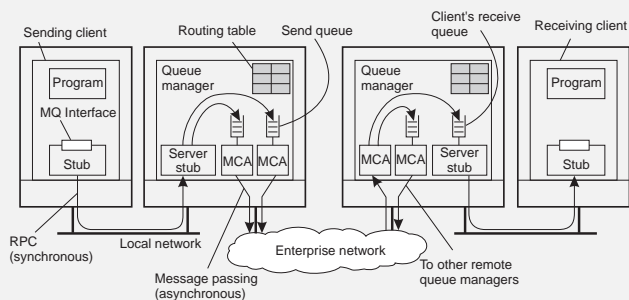 Sending client
Routing table
Send queue
Client's receive
queue
Receiving client
Program
MQ Interface
Stub
Queue
manager
Server
stub
MCA
MCA
Queue
manager
MCA
MCA
Server
stub
Program
Stub
RPC
(synchronous)
Local network
Message passing
(asynchronous)
Enterprise network
To other remote
queue managers